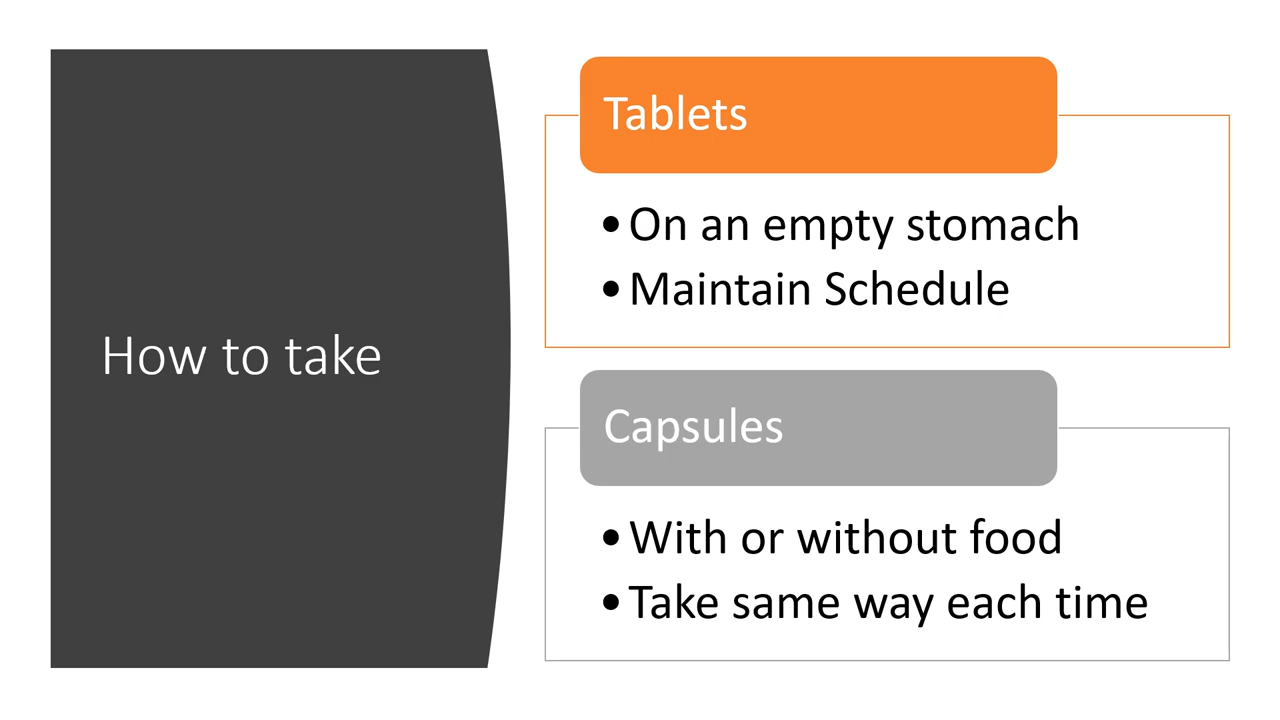 How to take
Tablets
•On an empty stomach
•Maintain Schedule
Capsules
•With or without food
•Take same way each time